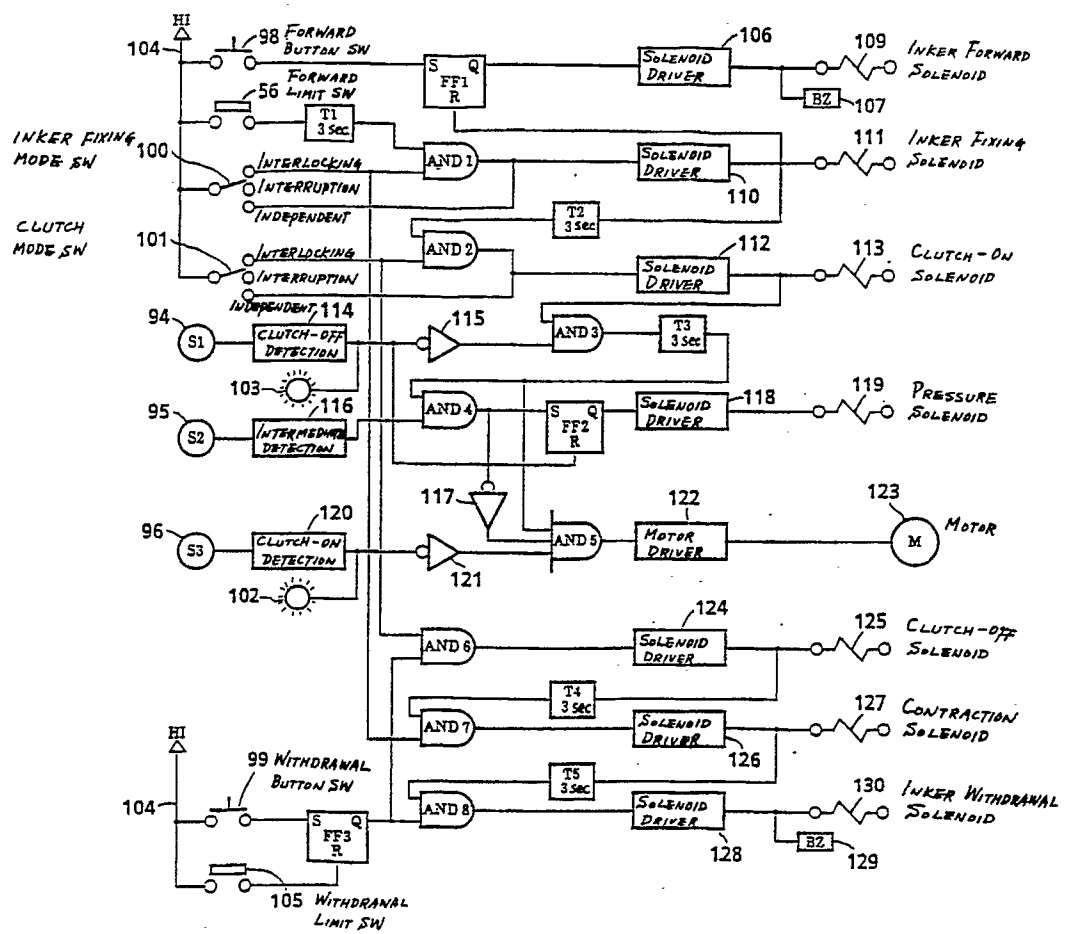 HI
104
98 FORWARD
BUTTON SW
FORWARD
LIMIT SW
56
T1
3 sec.
S Q
FF1
R
106
SOLENOID
DRIVER
109
INKER FORWARD
SOLENOID
BZ
107
INKER FIXING
MODE SW
100
INTERLOCKING
INTERRUPTION
INDEPENDENT
AND 1
SOLENOID
DRIVER
110
111
INKER FIXING
SOLENOID
T2
3 sec
CLUTCH
MODE SW
101
INTERLOCKING
INTERRUPTION
INDEPENDENT
AND 2
112
SOLENOID
DRIVER
113
CLUTCH-ON
SOLENOID
94
S1
114
CLUTCH-OFF
DETECTION
103
115
AND 3
T3
3 sec
95
S2
116
INTERMEDIATE
DETECTION
AND 4
S Q
FF2
R
118
SOLENOID
DRIVER
119
PRESSURE
SOLENOID
117
96
S3
120
CLUTCH-ON
DETECTION
102
121
AND 5
122
MOTOR
DRIVER
123
M
MOTOR
AND 6
124
SOLENOID
DRIVER
125
CLUTCH-OFF
SOLENOID
T4
3 sec
AND 7
SOLENOID
DRIVER
126
127
CONTRACTION
SOLENOID
T5
3 sec
HI
104
99 WITHDRAWAL
BUTTON SW
S Q
FF3
R
AND 8
SOLENOID
DRIVER
128
130
INKER WITHDRAWAL
SOLENOID
BZ
129
105
WITHDRAWAL
LIMIT SW